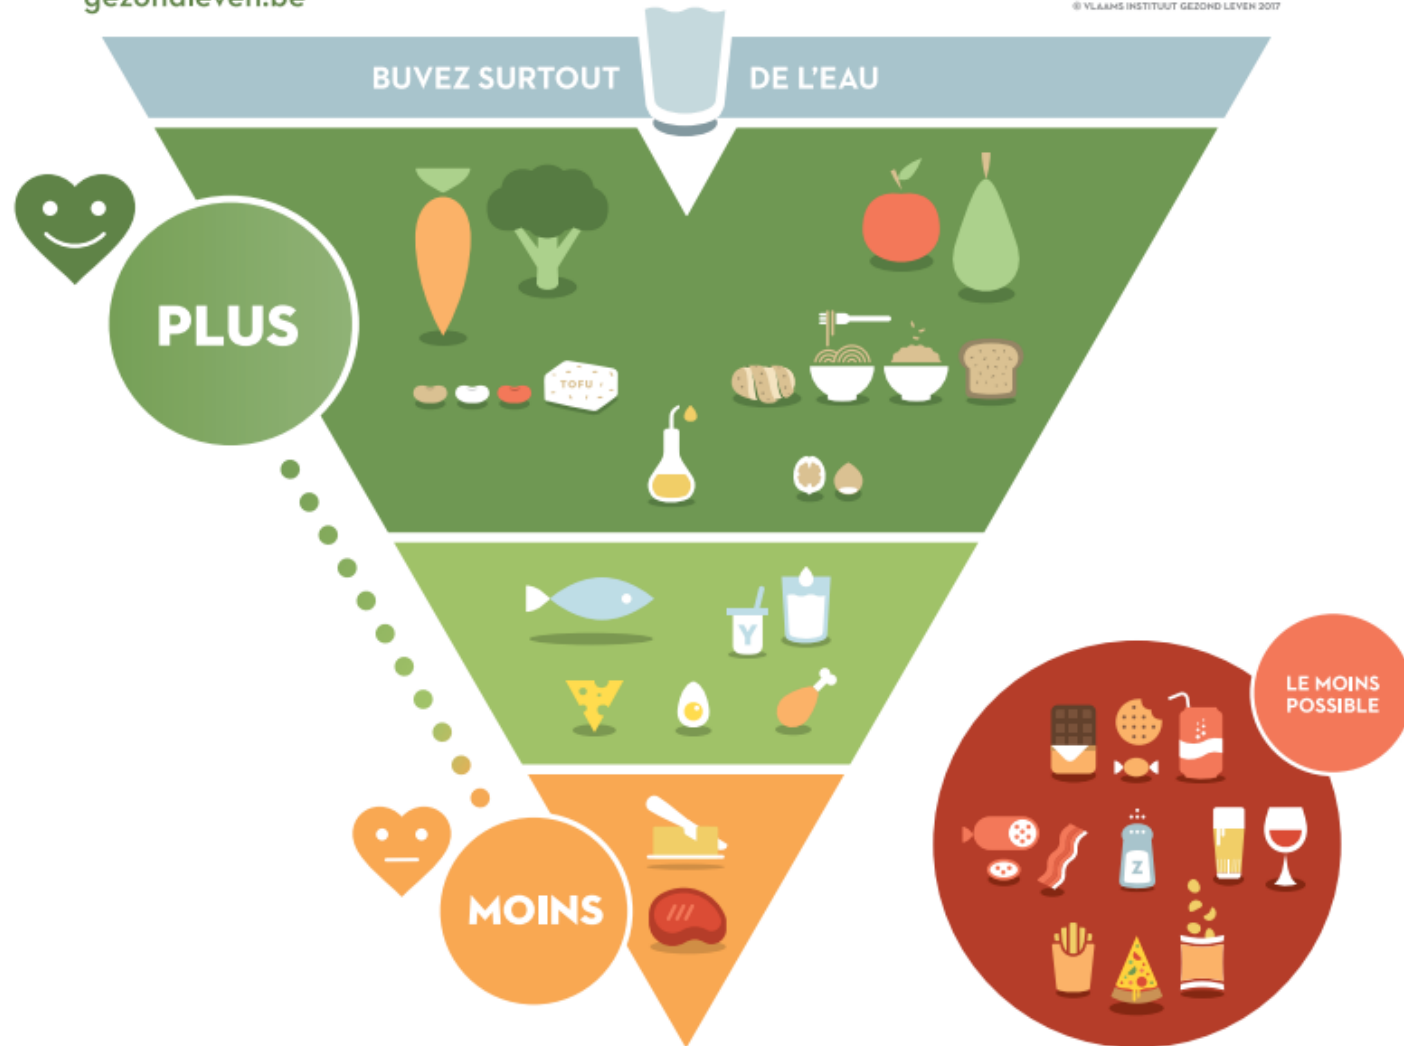 gezondleven.be
© VLAAMS INSTITUUT GEZOND LEVEN 2017
BUVEZ SURTOUT DE L'EAU
PLUS
TOFU
Y
LE MOINS
POSSIBLE
Z
MOINS